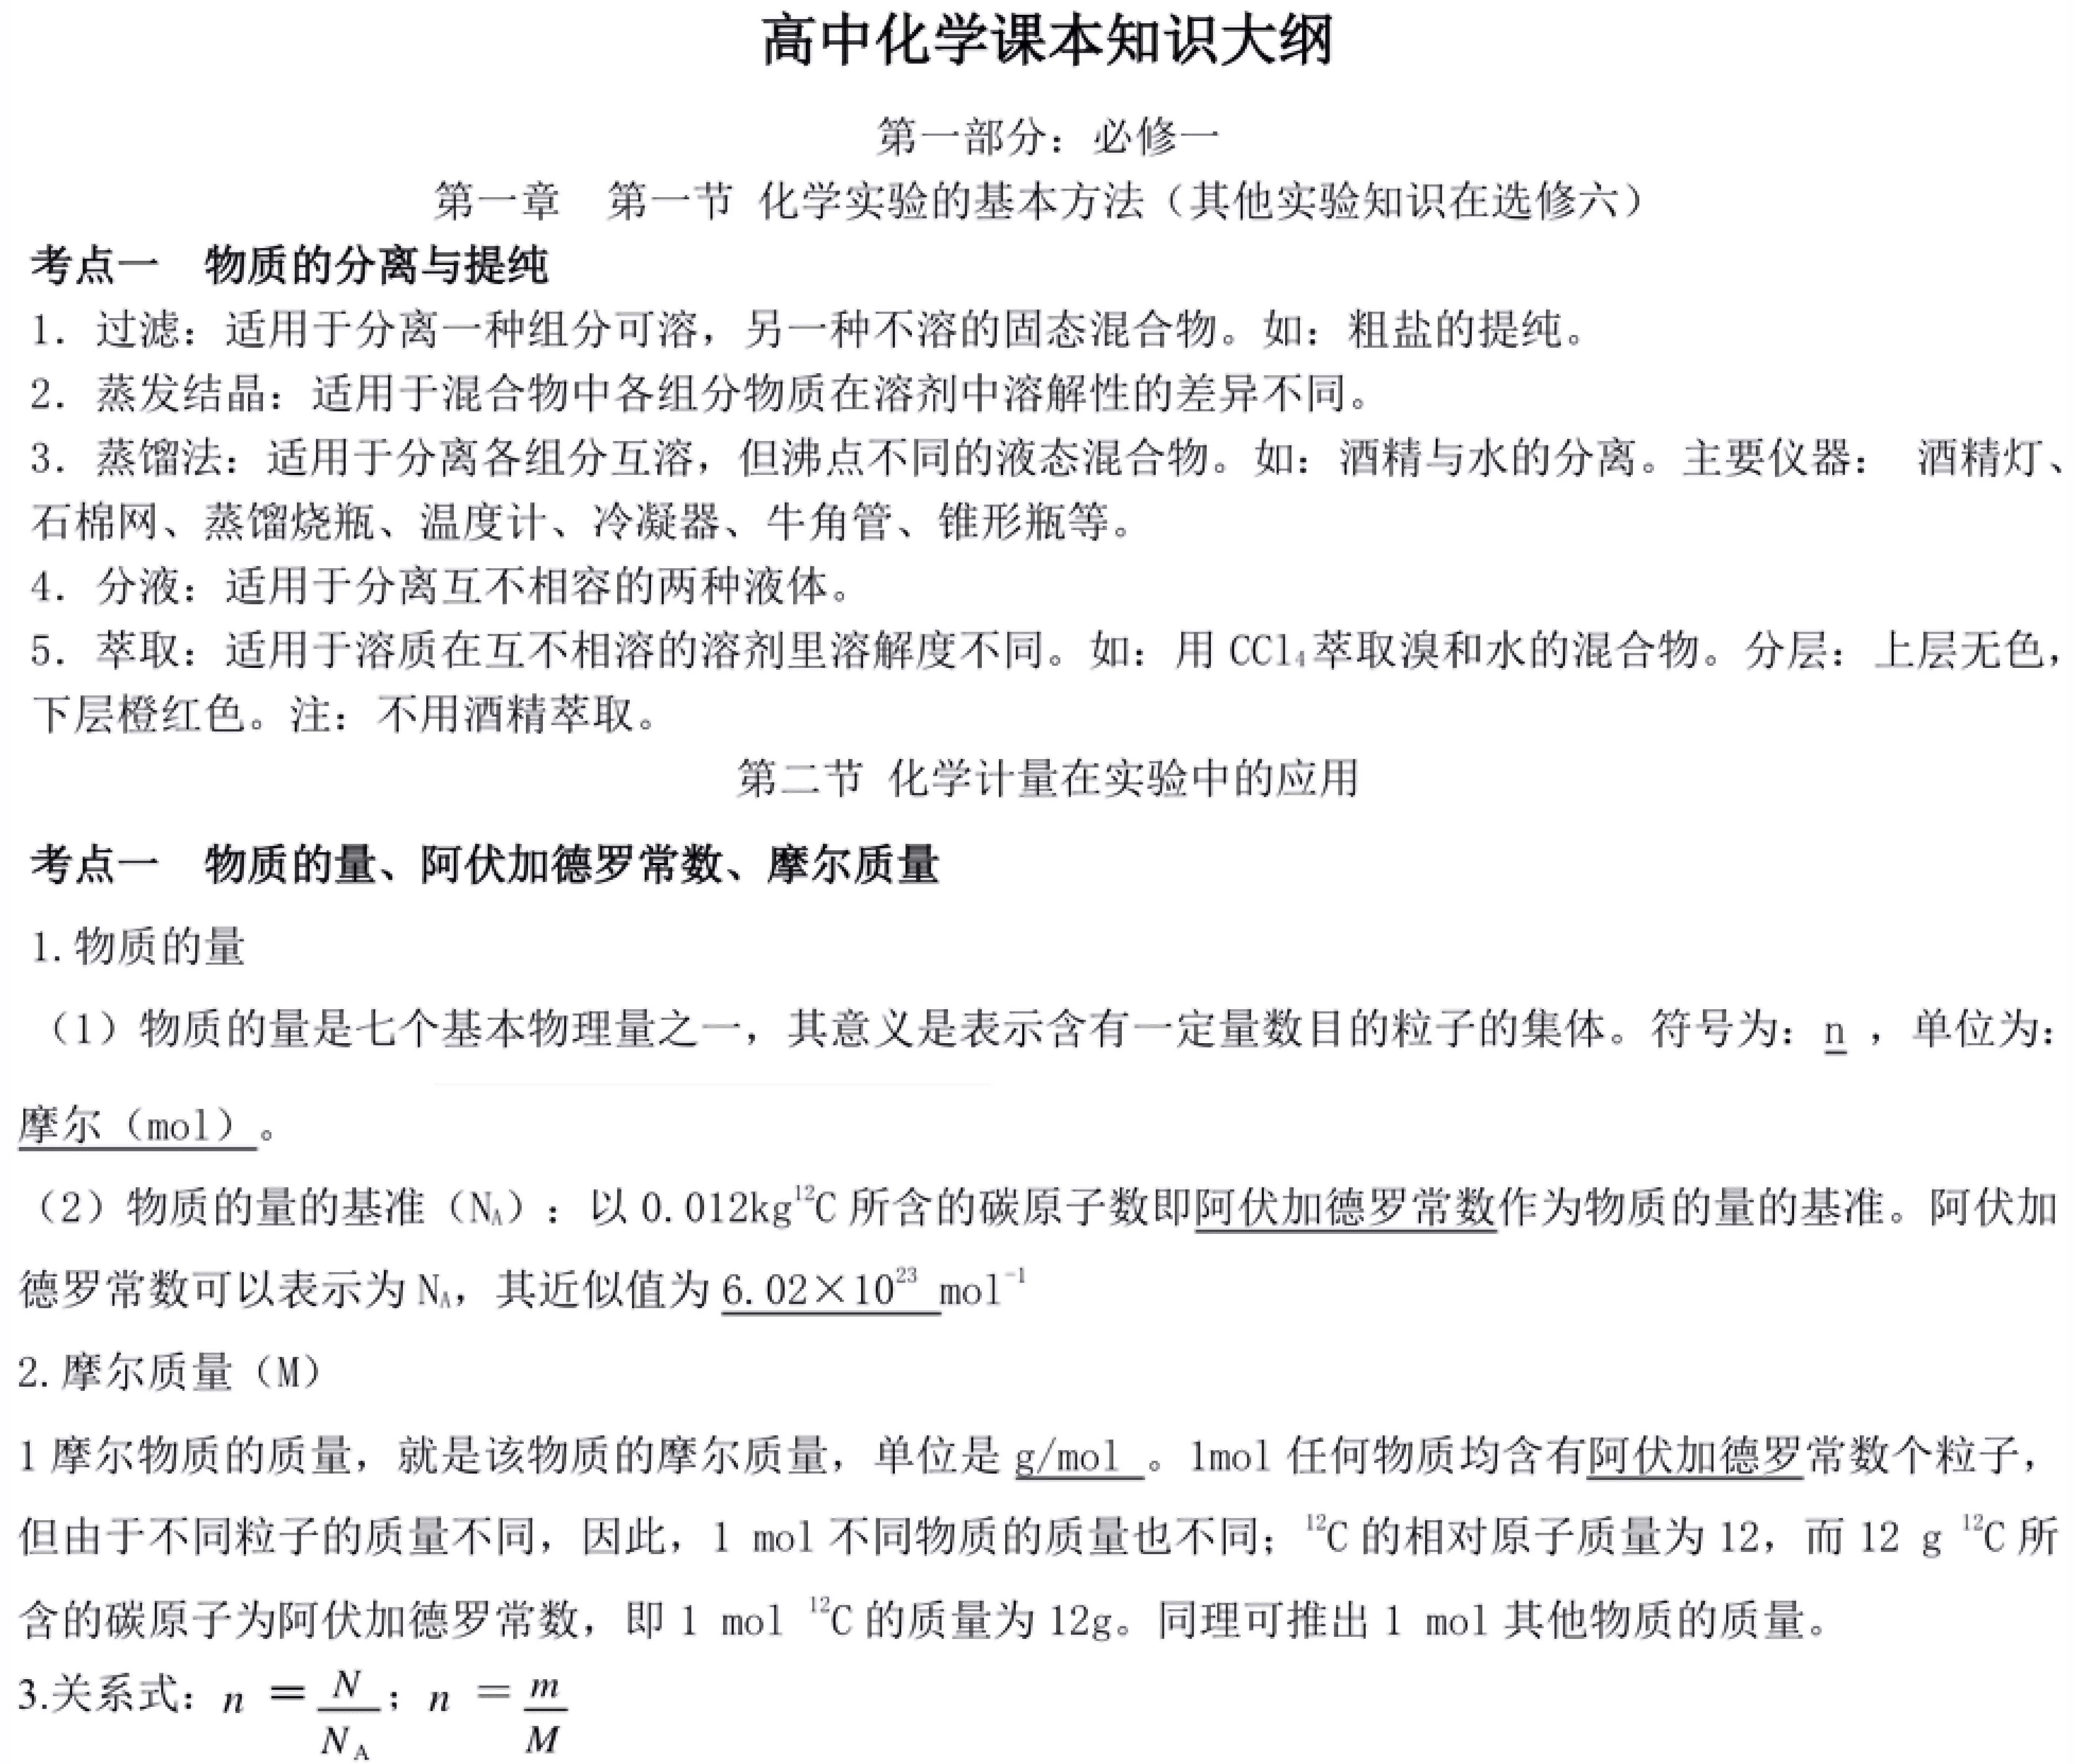 高中化学课本知识大纲
第一部分：必修一
第一章　第一节 化学实验的基本方法（其他实验知识在选修六）
考点一　物质的分离与提纯
1. 过滤：适用于分离一种组分可溶，另一种不溶的固态混合物。如：粗盐的提纯。
2. 蒸发结晶：适用于混合物中各组分物质在溶剂中溶解性的差异不同。
3. 蒸馏法：适用于分离各组分互溶，但沸点不同的液态混合物。如：酒精与水的分离。主要仪器： 酒精灯、
石棉网、蒸馏烧瓶、温度计、冷凝器、牛角管、锥形瓶等。
4. 分液：适用于分离互不相容的两种液体。
5. 萃取：适用于溶质在互不相溶的溶剂里溶解度不同。如：用 CCl₄萃取溴和水的混合物。分层：上层无色，
下层橙红色。注：不用酒精萃取。
第二节 化学计量在实验中的应用
考点一　物质的量、阿伏加德罗常数、摩尔质量
1.物质的量
（1）物质的量是七个基本物理量之一，其意义是表示含有一定量数目的粒子的集体。符号为：n ，单位为：
摩尔（mol）。
（2）物质的量的基准（N_A）：以 0.012kg¹²C 所含的碳原子数即阿伏加德罗常数作为物质的量的基准。阿伏加
德罗常数可以表示为 N_A，其近似值为 6.02×10²³ mol⁻¹
2.摩尔质量（M）
1 摩尔物质的质量，就是该物质的摩尔质量，单位是 g/mol 。1mol 任何物质均含有阿伏加德罗常数个粒子，
但由于不同粒子的质量不同，因此，1 mol 不同物质的质量也不同；¹²C 的相对原子质量为 12，而 12 g ¹²C 所
含的碳原子为阿伏加德罗常数，即 1 mol ¹²C 的质量为 12g。同理可推出 1 mol 其他物质的质量。
3.关系式：n = N/N_A；n = m/M